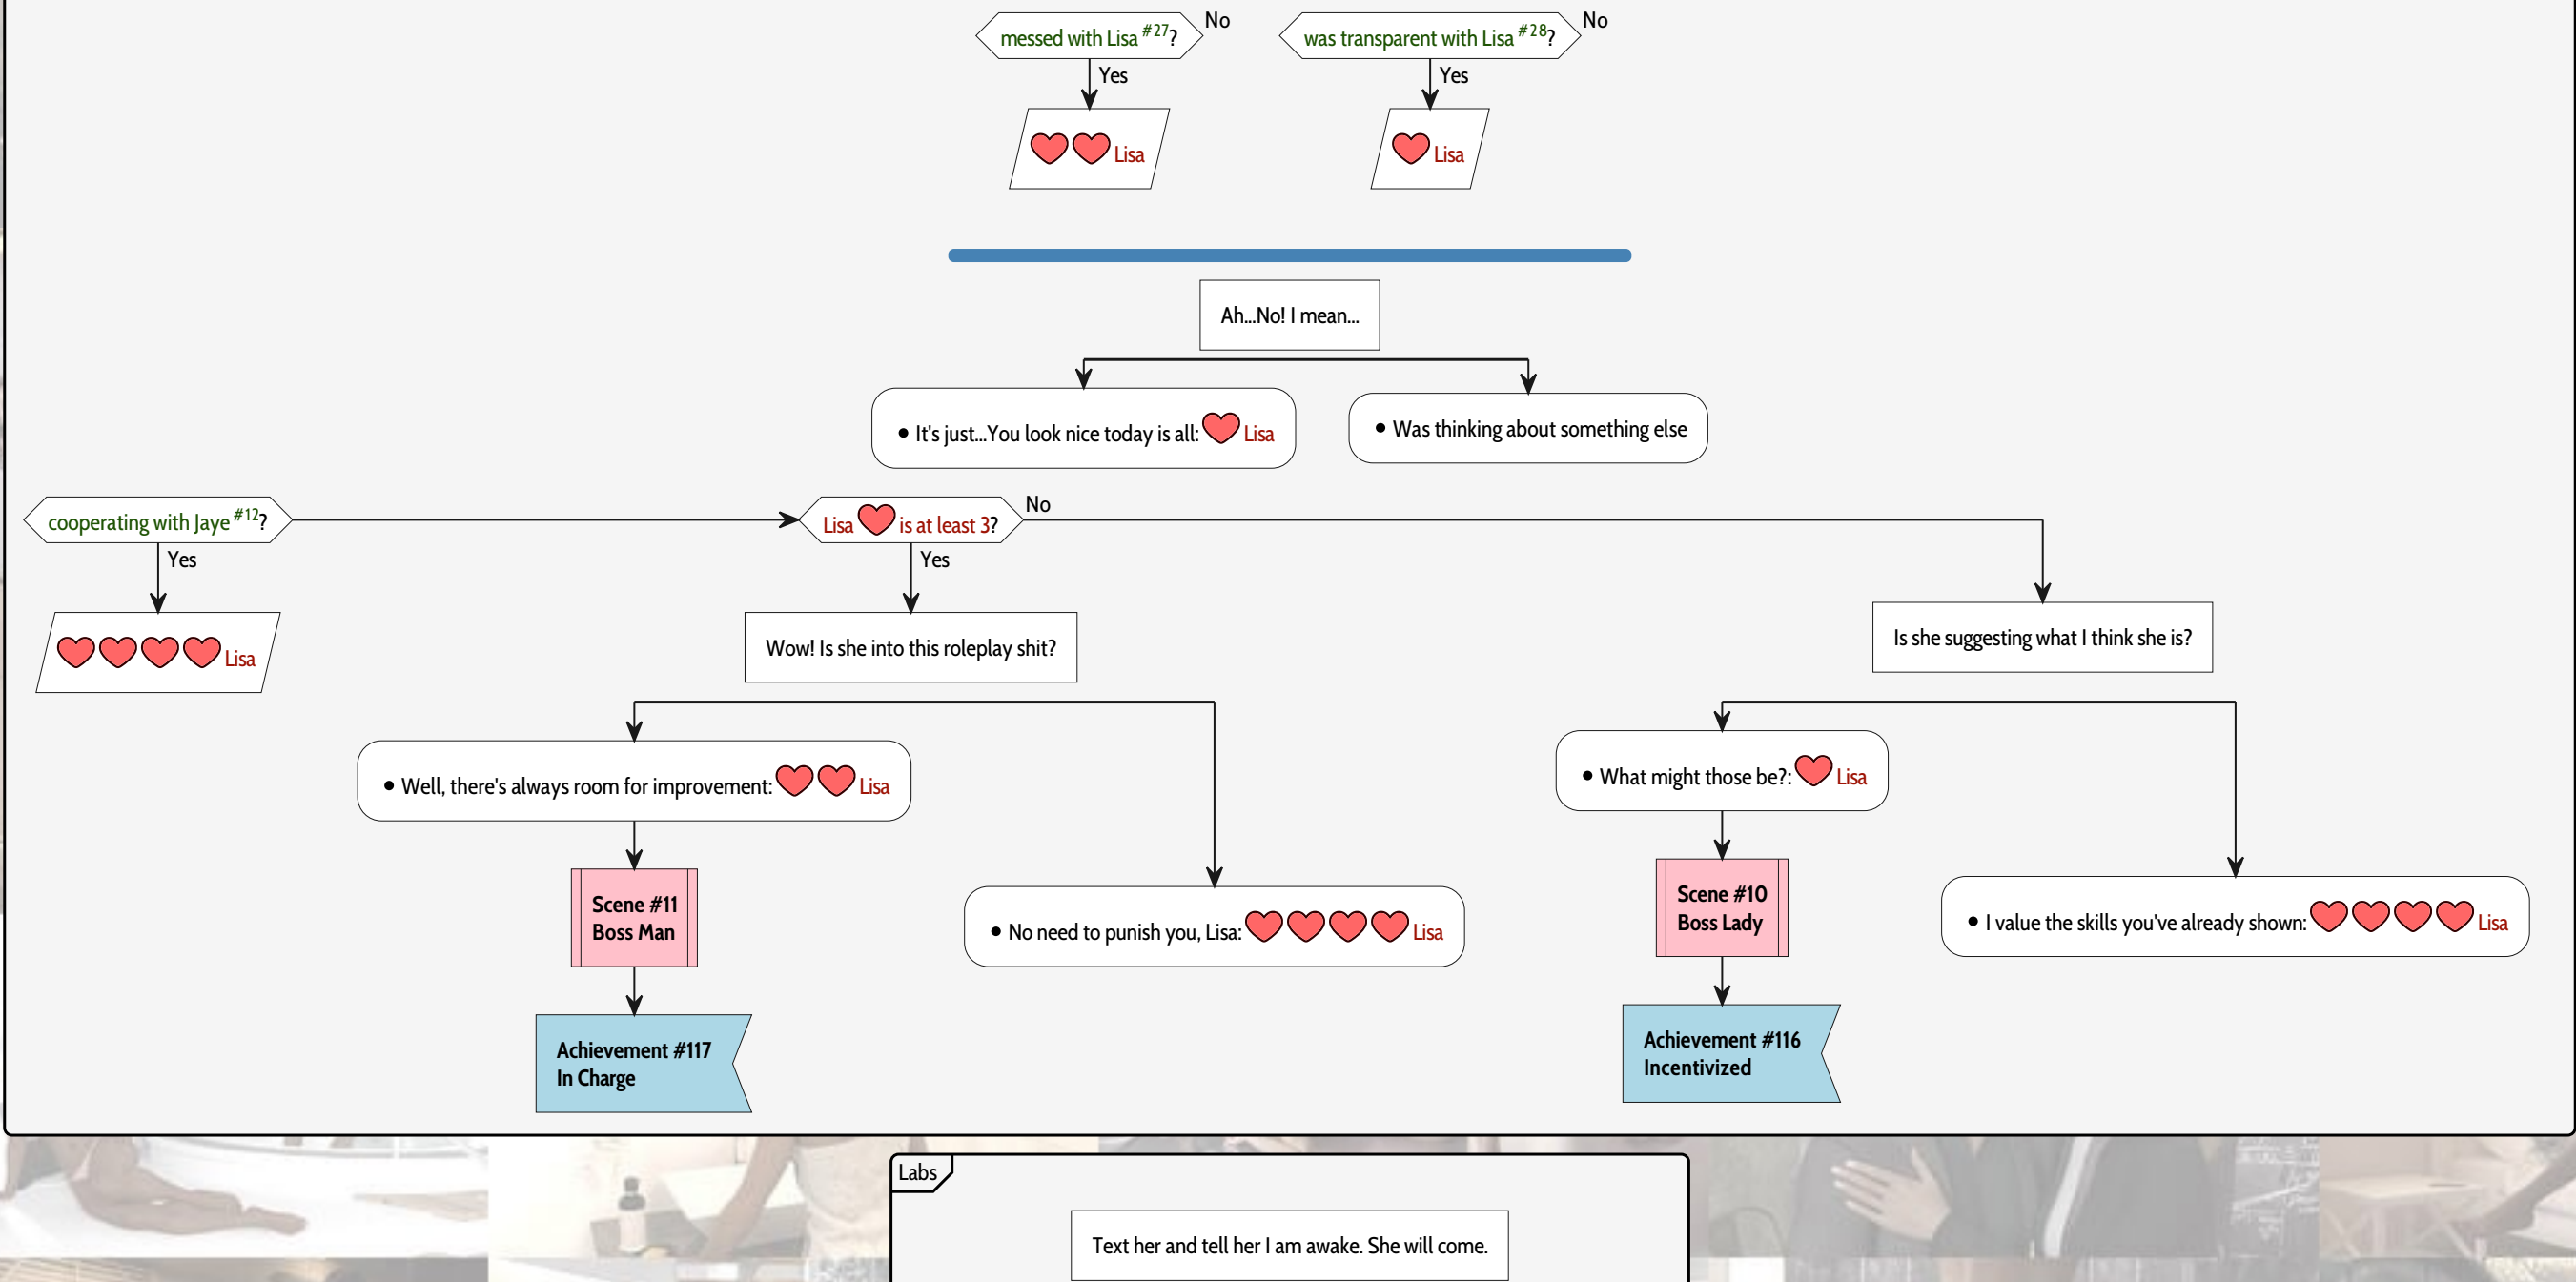 messed with Lisa #27?
No
was transparent with Lisa #28?
No
Yes
Yes
Lisa
Lisa
Ah...No! I mean...
• It's just...You look nice today is all: Lisa
• Was thinking about something else
cooperating with Jaye #12?
Lisa is at least 3?
No
Yes
Yes
Lisa
Wow! Is she into this roleplay shit?
Is she suggesting what I think she is?
• Well, there's always room for improvement: Lisa
• What might those be?: Lisa
Scene #11
Boss Man
• No need to punish you, Lisa: Lisa
Scene #10
Boss Lady
• I value the skills you've already shown: Lisa
Achievement #117
In Charge
Achievement #116
Incentivized
Labs
Text her and tell her I am awake. She will come.